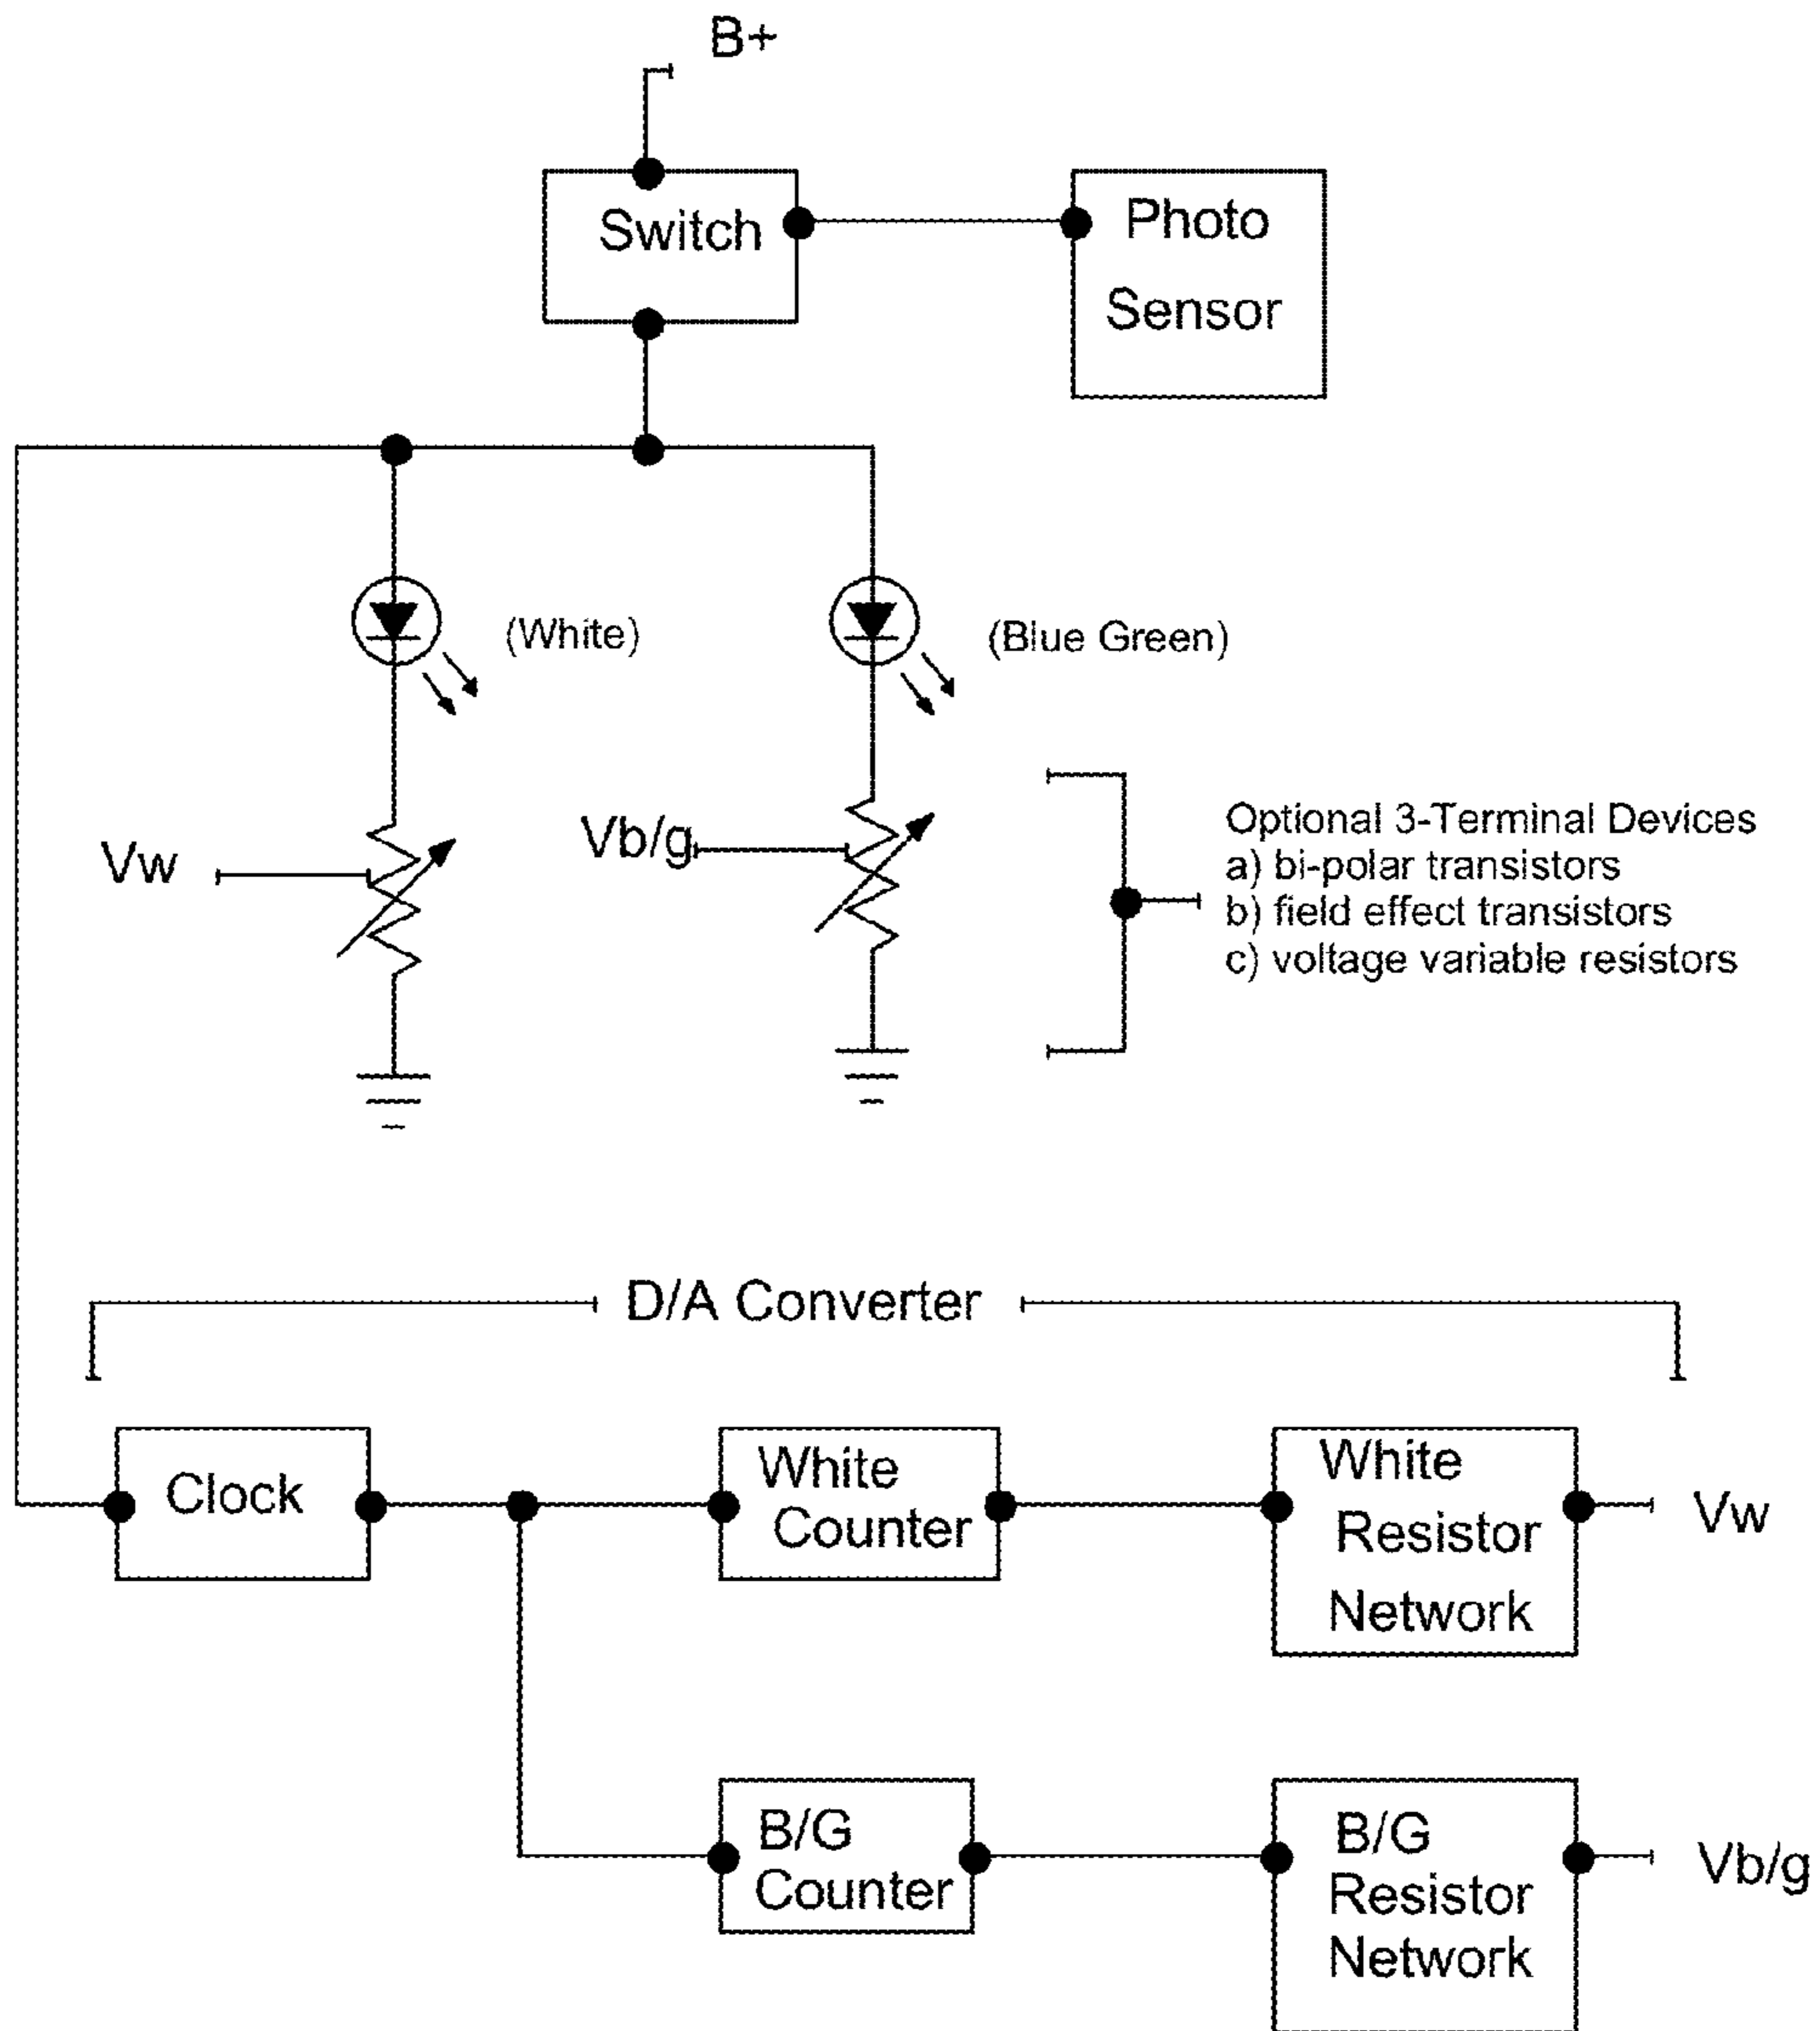 B+
Switch
Photo
Sensor
(White)
(Blue Green)
Vw
Vb/g
Optional 3-Terminal Devices
a) bi-polar transistors
b) field effect transistors
c) voltage variable resistors
D/A Converter
Clock
White
Counter
White
Resistor
Network
Vw
B/G
Counter
B/G
Resistor
Network
Vb/g